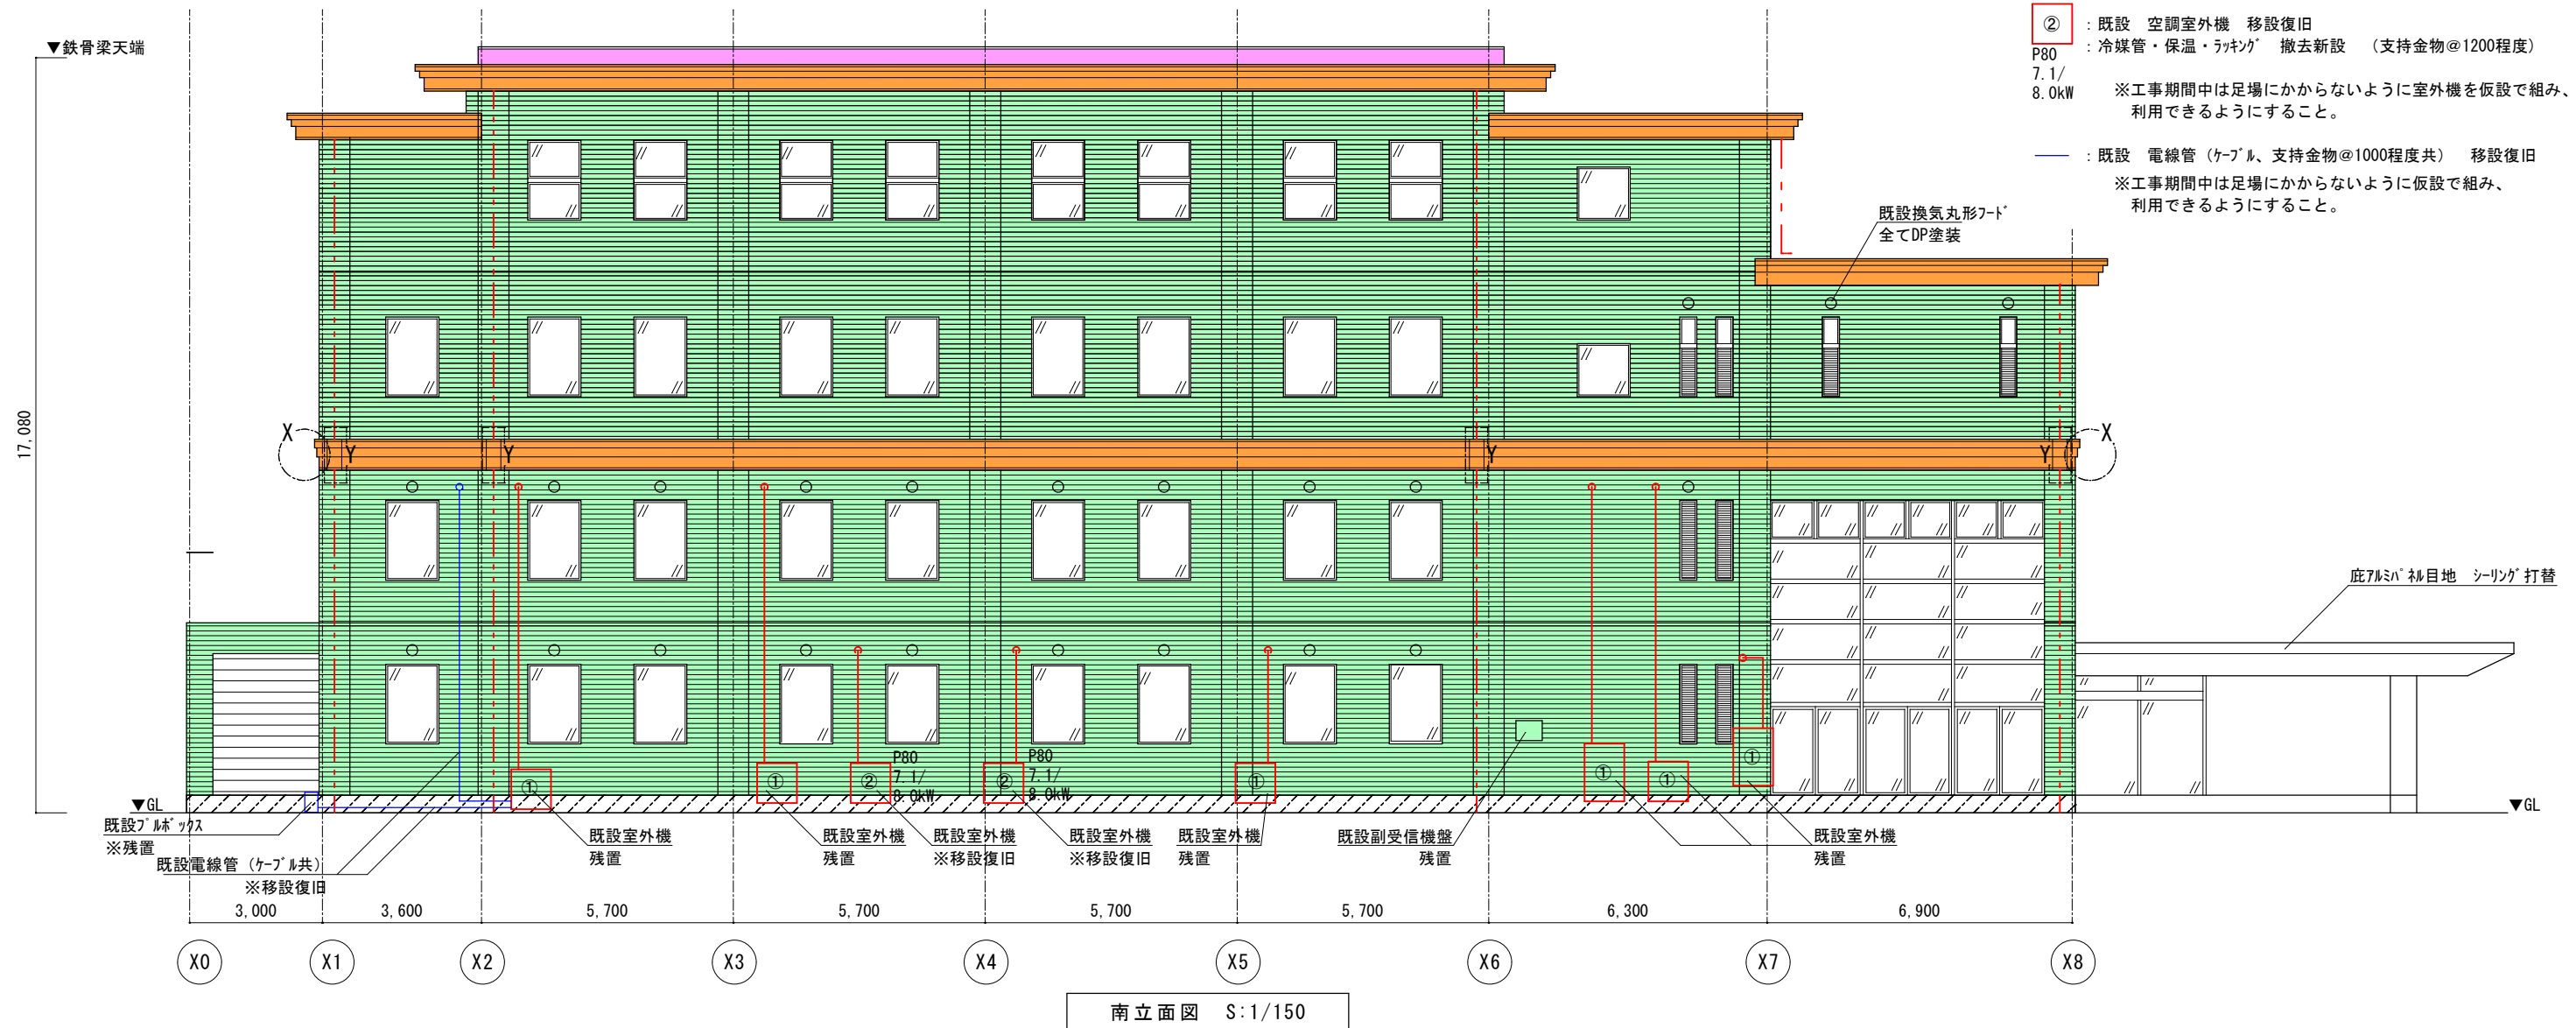 ▼鉄骨梁天端
②
：既設　空調室外機　移設復旧
P80
7.1/
8.0kW
：冷媒管・保温・ﾗｯｷﾝｸﾞ　撤去新設　（支持金物@1200程度）
※工事期間中は足場にかからないように室外機を仮設で組み、
利用できるようにすること。
：既設　電線管（ｹｰﾌﾞﾙ、支持金物@1000程度共）　移設復旧
※工事期間中は足場にかからないように仮設で組み、
利用できるようにすること。
既設換気丸形ﾌｰﾄﾞ
全てDP塗装
17,080
X
Y
Y
Y
Y
X
庇ｱﾙﾐﾊﾟﾈﾙ目地　ｼｰﾘﾝｸﾞ打替
①
①
②
P80
7.1/
8.0kW
②
P80
7.1/
8.0kW
①
①
①
①
▼GL
▼GL
既設ﾌﾟﾙﾎﾞｯｸｽ
※残置
既設電線管（ｹｰﾌﾞﾙ共）
※移設復旧
既設室外機
残置
既設室外機
残置
既設室外機
※移設復旧
既設室外機
※移設復旧
既設室外機
残置
既設副受信機盤
残置
既設室外機
残置
3,000
3,600
5,700
5,700
5,700
5,700
6,300
6,900
X0
X1
X2
X3
X4
X5
X6
X7
X8
南立面図　S:1/150